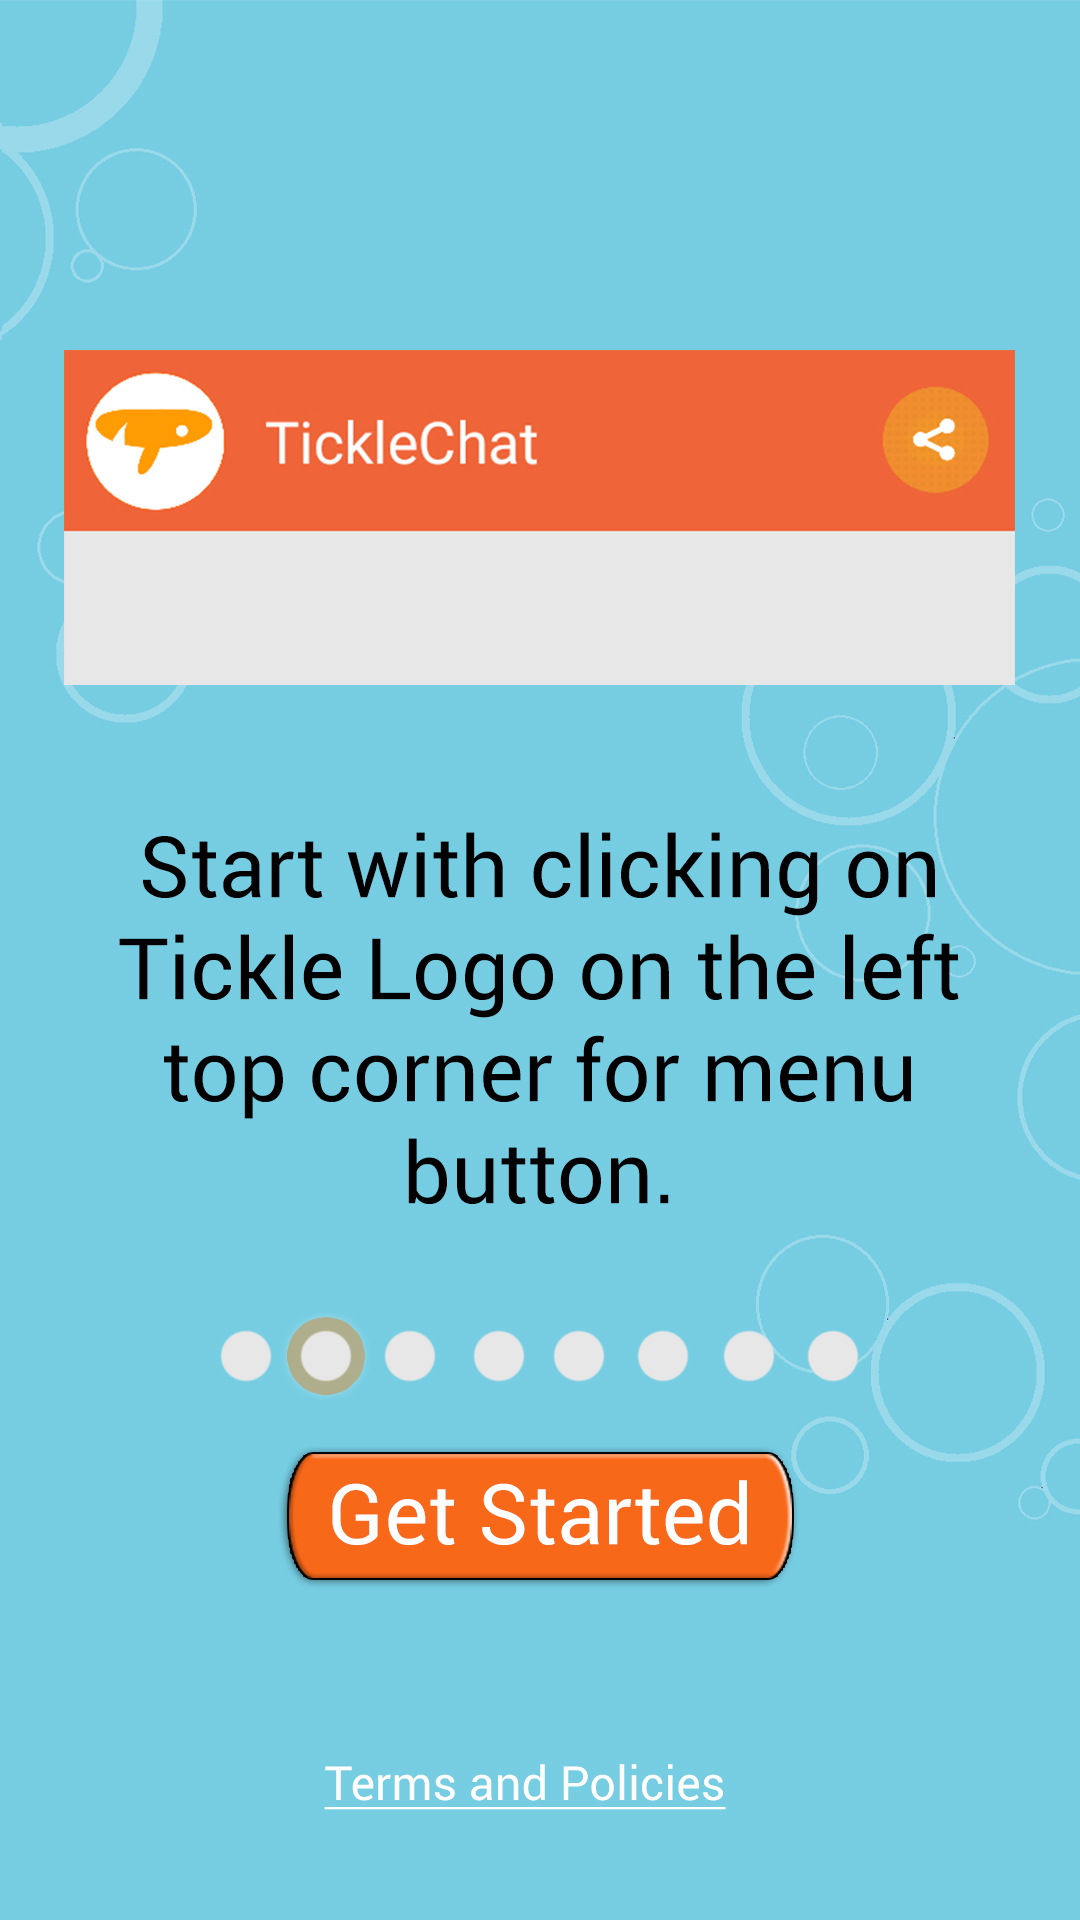 TickleChat
Start with clicking on
Tickle Logo on the left
top corner for menu
button.
Get Started
Terms and Policies